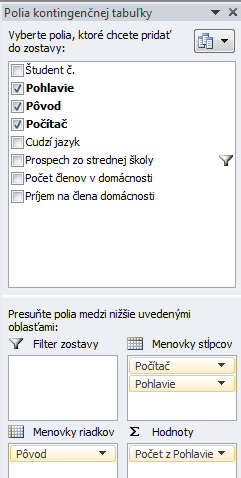 Polia kontingenčnej tabuľky
Vyberte polia, ktoré chcete pridať
do zostavy:
Študent č.
Pohlavie
Pôvod
Počítač
Cudzí jazyk
Prospech zo strednej školy
Počet členov v domácnosti
Príjem na člena domácnosti
Presuňte polia medzi nižšie uvedenými
oblasťami:
Filter zostavy
Menovky stĺpcov
Počítač
Pohlavie
Menovky riadkov
Σ Hodnoty
Pôvod
Počet z Pohlavie